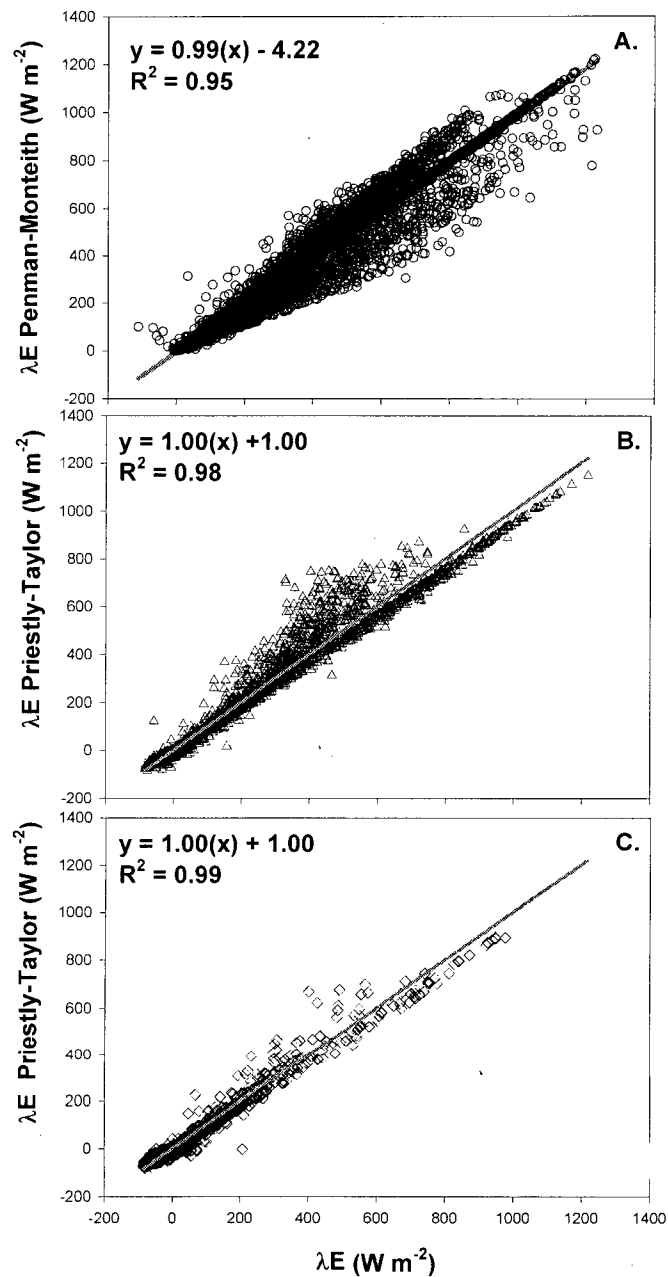 1400
1200
1000
800
600
400
200
0
-200
λE Penman-Monteith (W m-2)
y = 0.99(x) - 4.22
R2 = 0.95
A.
1400
1200
1000
800
600
400
200
0
-200
λE Priestly-Taylor (W m-2)
y = 1.00(x) +1.00
R2 = 0.98
B.
1400
1200
1000
800
600
400
200
0
-200
λE Priestly-Taylor (W m-2)
y = 1.00(x) + 1.00
R2 = 0.99
C.
-200 0 200 400 600 800 1000 1200 1400
λE (W m-2)